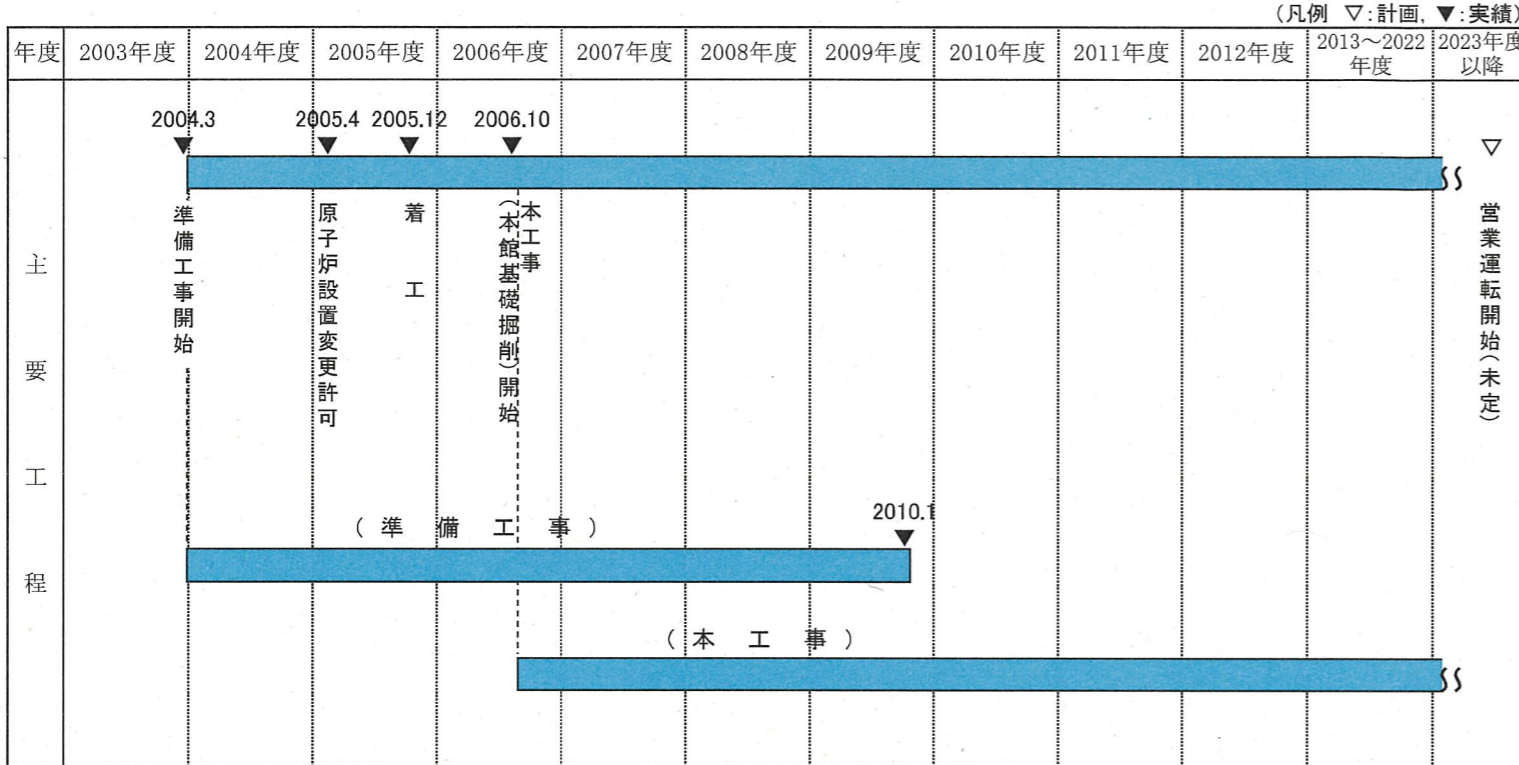 (凡例 ▽:計画, ▼:実績)
年度 2003年度 2004年度 2005年度 2006年度 2007年度 2008年度 2009年度 2010年度 2011年度 2012年度 2013～2022年度 2023年度以降
主要工程
2004.3 2005.4 2005.12 2006.10
▼ ▼ ▼ ▼ ▽
準備工事開始
原子炉設置変更許可
着工
本工事
(本館基礎掘削)開始
営業運転開始(未定)
2010.1
▼
(準備工事)
(本工事)